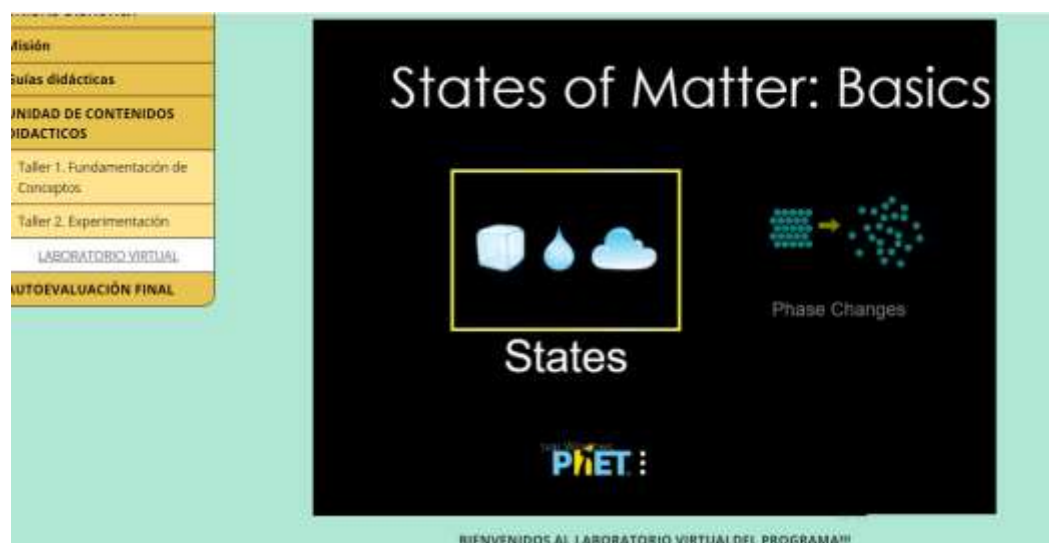 Misión
Guías didácticas
UNIDAD DE CONTENIDOS
DIDACTICOS
Taller 1. Fundamentación de
Conceptos
Taller 2. Experimentación
LABORATORIO VIRTUAL
AUTOEVALUACIÓN FINAL
States of Matter: Basics
States
Phase Changes
PhET
BIENVENIDOS AL LABORATORIO VIRTUAL DEL PROGRAMA!!!